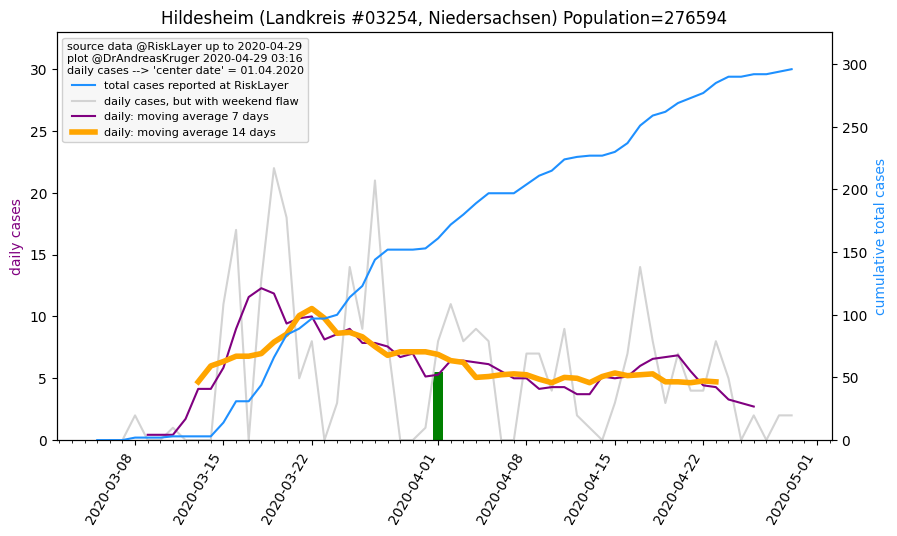 Hildesheim (Landkreis #03254, Niedersachsen) Population=276594
source data @RiskLayer up to 2020-04-29
plot @DrAndreasKruger 2020-04-29 03:16
daily cases --> 'center date' = 01.04.2020
total cases reported at RiskLayer
daily cases, but with weekend flaw
daily: moving average 7 days
daily: moving average 14 days
daily cases
30
25
20
15
10
5
0
300
250
200
150
100
50
0
cumulative total cases
2020-03-08
2020-03-15
2020-03-22
2020-04-01
2020-04-08
2020-04-15
2020-04-22
2020-05-01